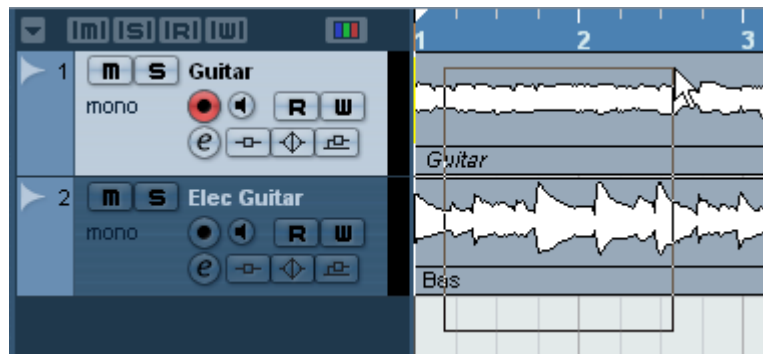 M S R W
1 2 3
1 m S Guitar
mono R W
e
Guitar
2 m S Elec Guitar
mono R W
e
Bas